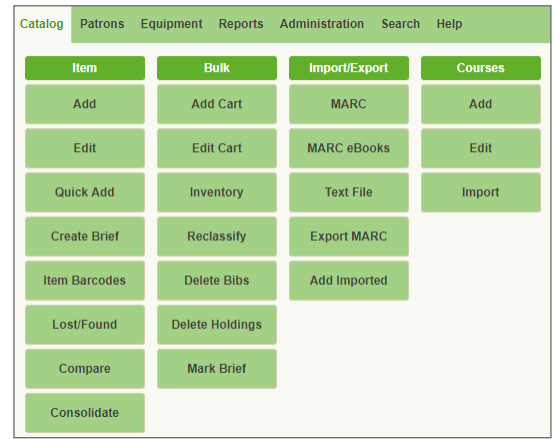 Catalog Patrons Equipment Reports Administration Search Help
Item Bulk Import/Export Courses
Add Add Cart MARC Add
Edit Edit Cart MARC eBooks Edit
Quick Add Inventory Text File Import
Create Brief Reclassify Export MARC
Item Barcodes Delete Bibs Add Imported
Lost/Found Delete Holdings
Compare Mark Brief
Consolidate